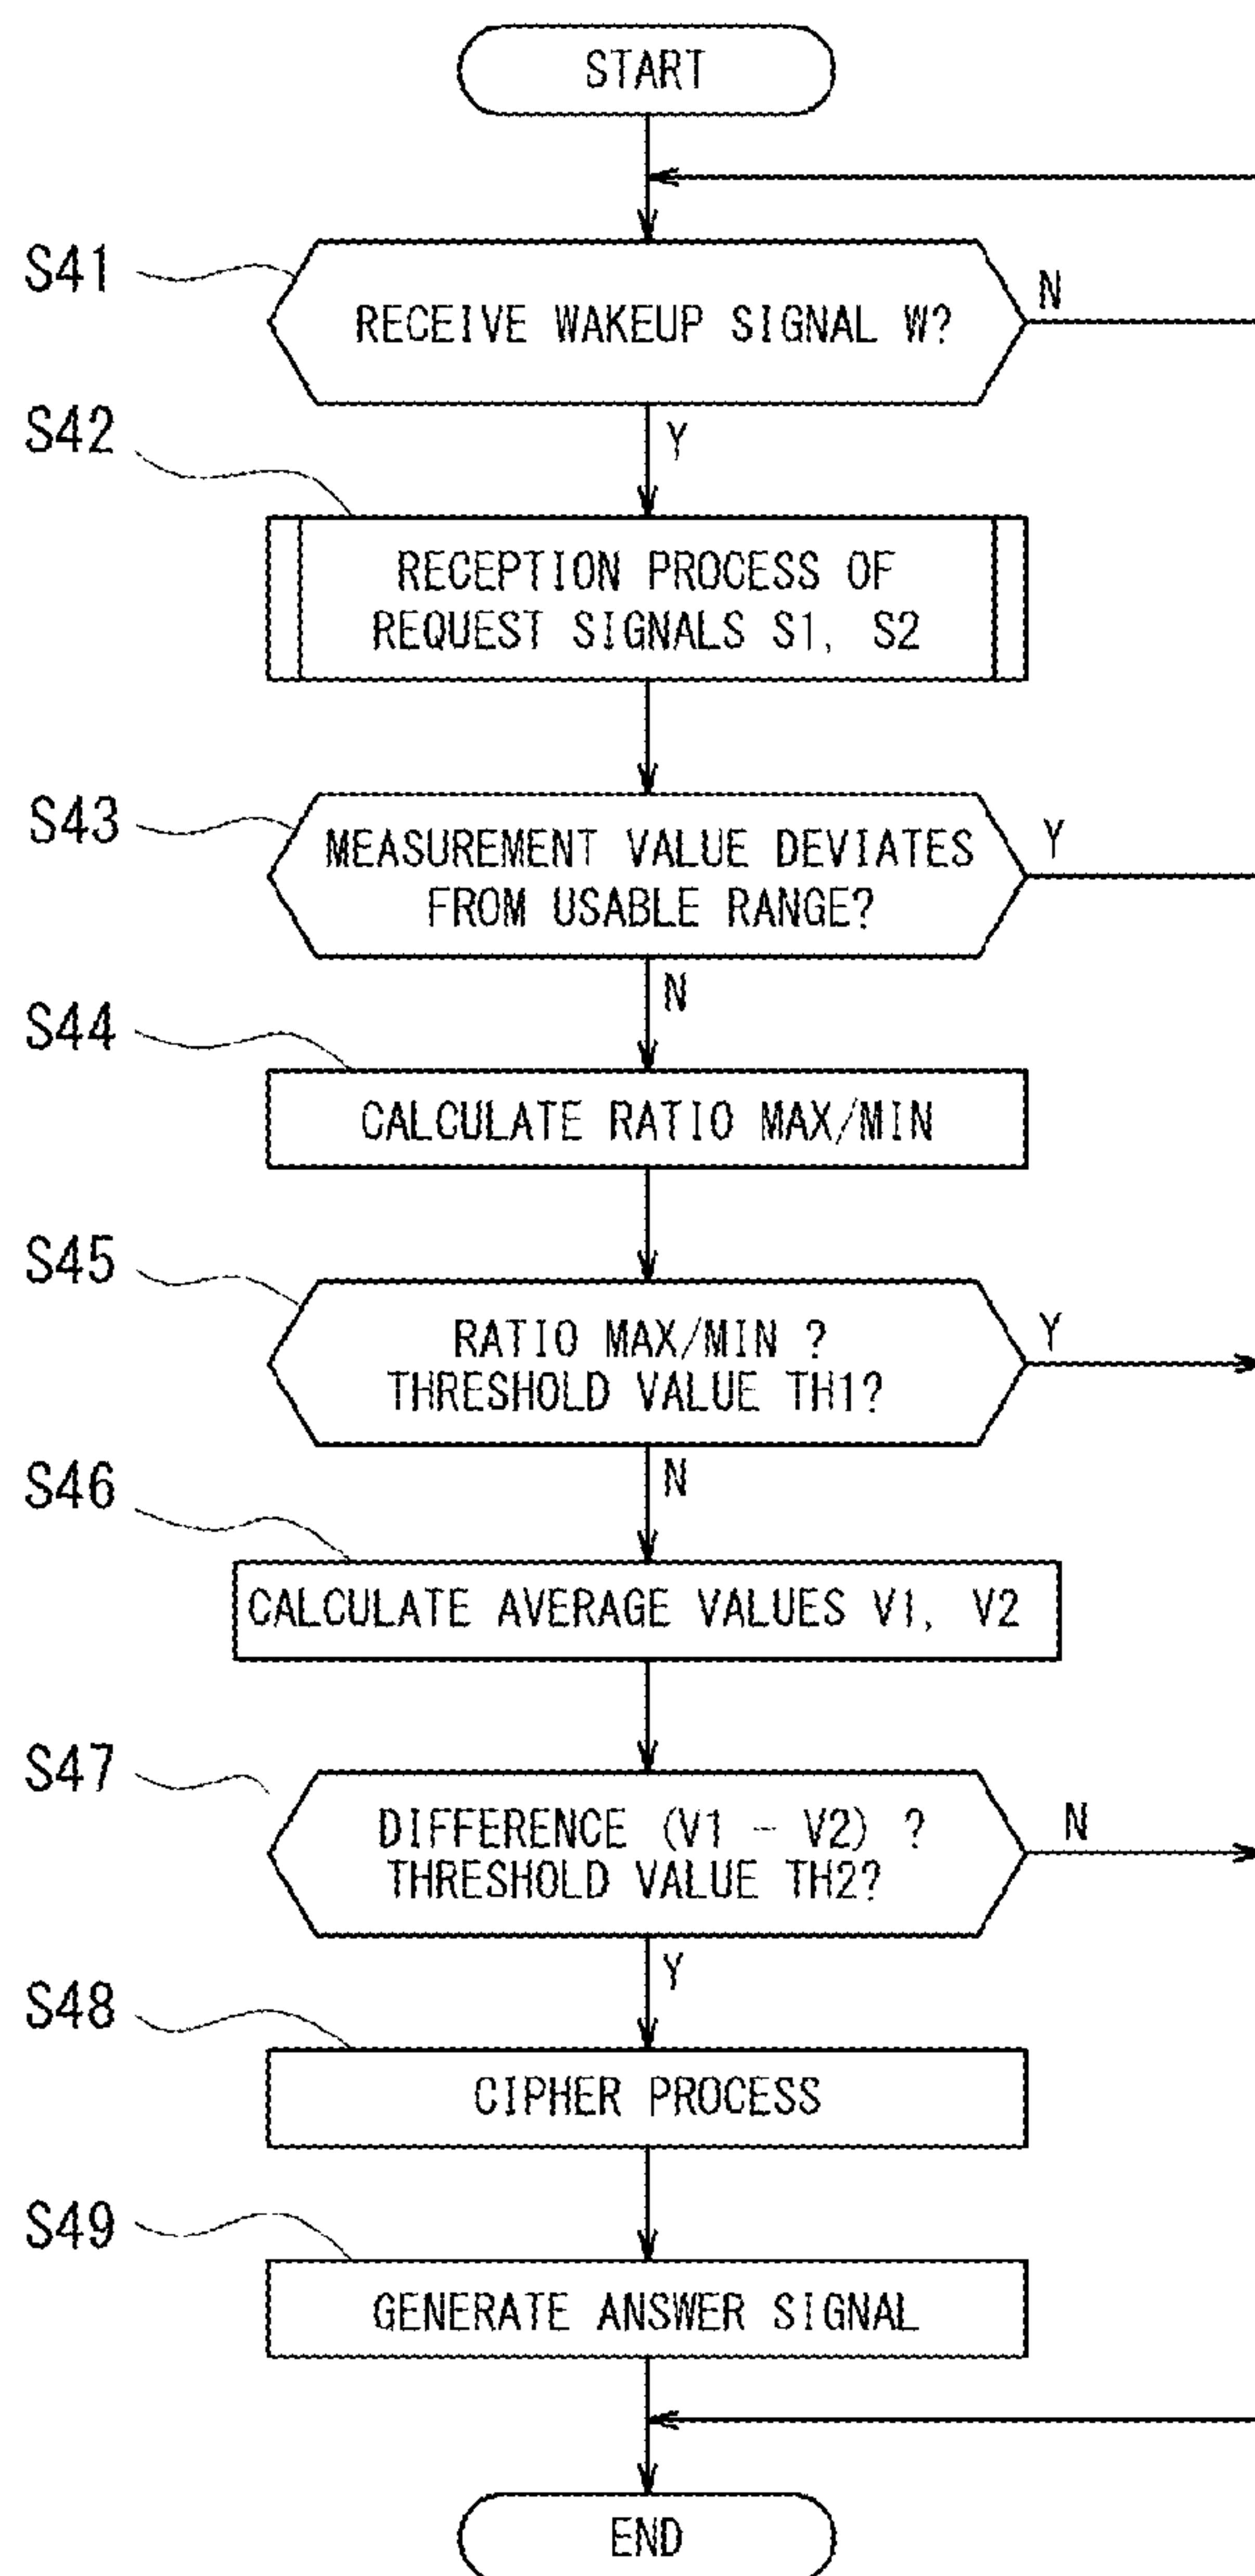 START
S41
RECEIVE WAKEUP SIGNAL W?
N
Y
S42
RECEPTION PROCESS OF
REQUEST SIGNALS S1, S2
S43
MEASUREMENT VALUE DEVIATES
FROM USABLE RANGE?
Y
N
S44
CALCULATE RATIO MAX/MIN
S45
RATIO MAX/MIN ?
THRESHOLD VALUE TH1?
Y
N
S46
CALCULATE AVERAGE VALUES V1, V2
S47
DIFFERENCE (V1 - V2) ?
THRESHOLD VALUE TH2?
N
Y
S48
CIPHER PROCESS
S49
GENERATE ANSWER SIGNAL
END